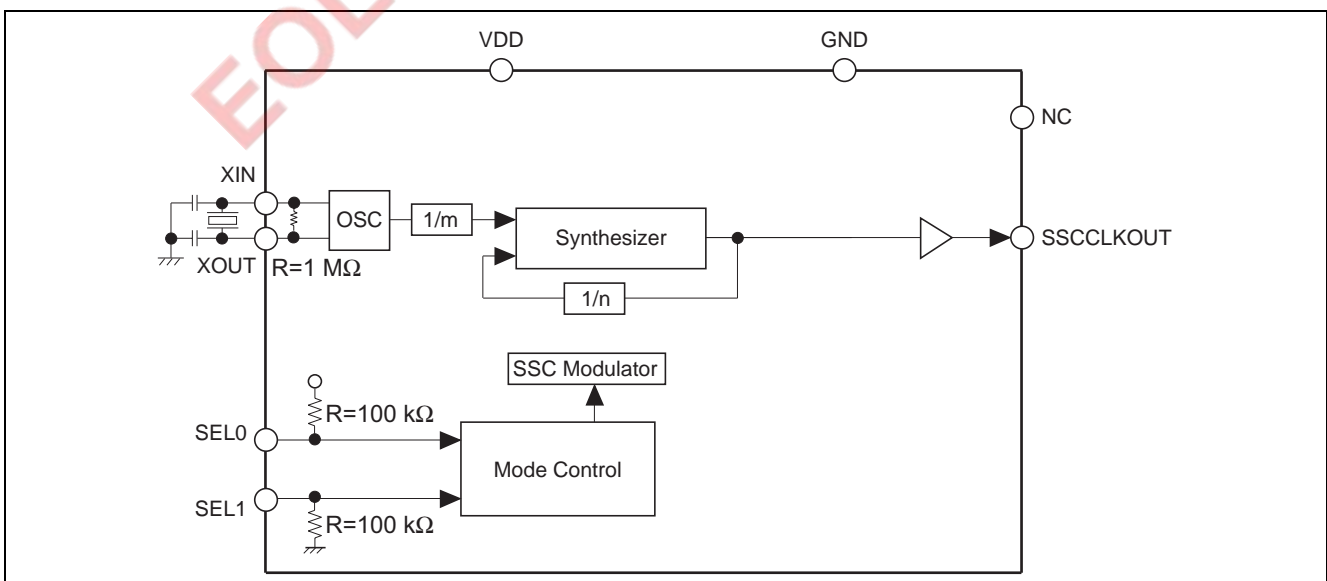 EOL
VDD
GND
NC
XIN
OSC
1/m
Synthesizer
SSCCLKOUT
XOUT
R=1 MΩ
1/n
SSC Modulator
R=100 kΩ
SEL0
Mode Control
SEL1
R=100 kΩ